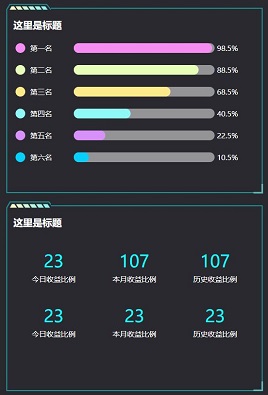 这里是标题
第一名 98.5%
第二名 88.5%
第三名 68.5%
第四名 40.5%
第五名 22.5%
第六名 10.5%
这里是标题
23 107 107
今日收益比例 本月收益比例 历史收益比例
23 23 23
今日收益比例 本月收益比例 历史收益比例